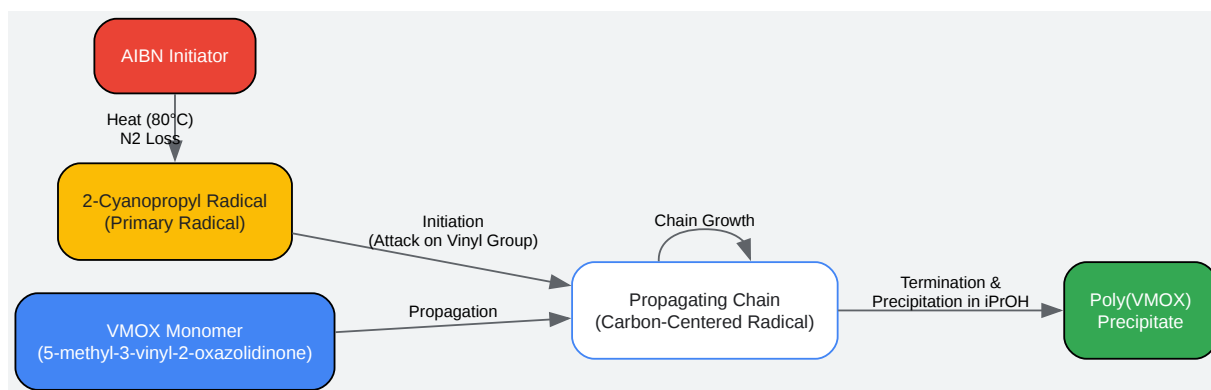 AIBN Initiator
Heat (80°C)
N2 Loss
2-Cyanopropyl Radical
(Primary Radical)
Initiation
(Attack on Vinyl Group)
Chain Growth
VMOX Monomer
(5-methyl-3-vinyl-2-oxazolidinone)
Propagation
Propagating Chain
(Carbon-Centered Radical)
Termination &
Precipitation in iPrOH
Poly(VMOX)
Precipitate